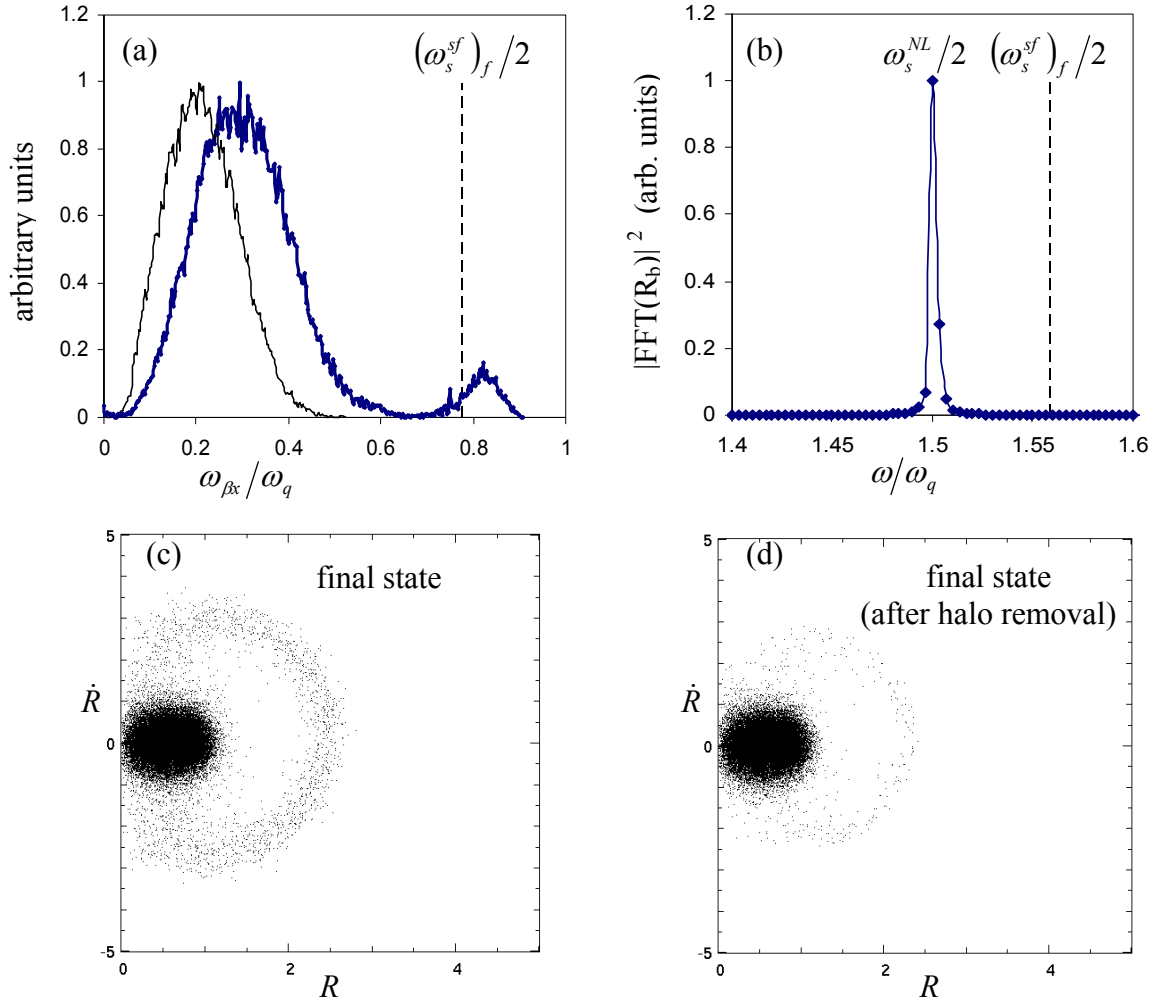 (a)
(ω_s^{sf})_f/2
1.2
1
0.8
0.6
0.4
0.2
0
arbitrary units
0 0.2 0.4 0.6 0.8 1
ω_{βx}/ω_q
(b)
ω_s^{NL}/2
(ω_s^{sf})_f/2
1.2
1
0.8
0.6
0.4
0.2
0
|FFT(R_b)|² (arb. units)
1.4 1.45 1.5 1.55 1.6
ω/ω_q
(c)
final state
5
0
-5
Ṙ
0 2 4
R
(d)
final state
(after halo removal)
5
0
-5
Ṙ
0 2 4
R